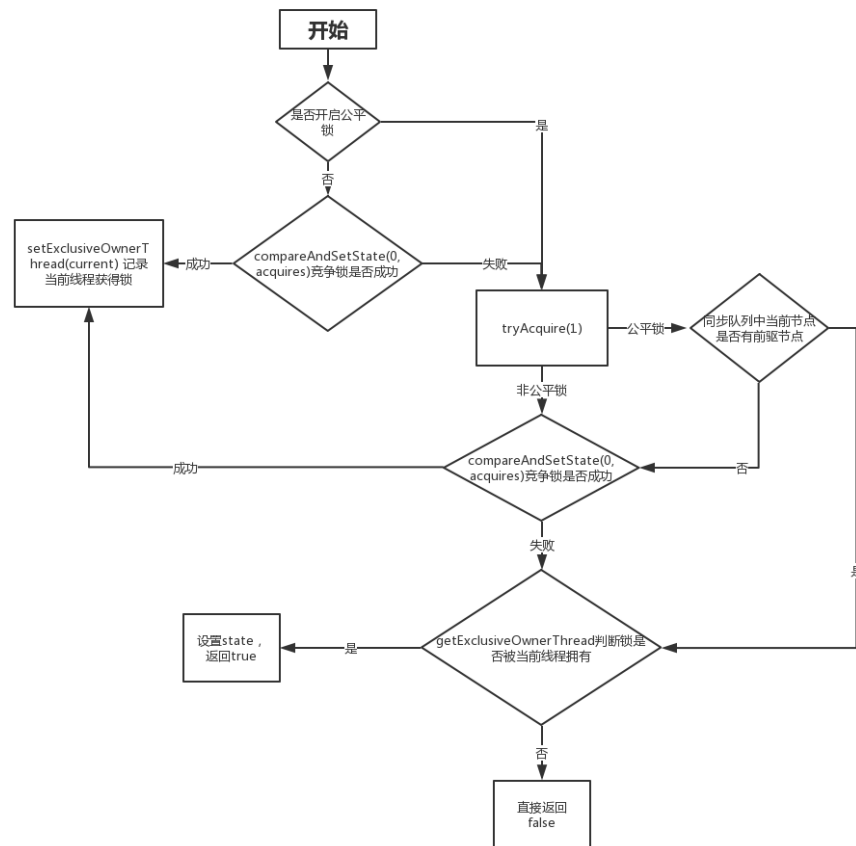 开始
是否开启公平
锁
是
否
setExclusiveOwnerT
hread(current) 记录
当前线程获得锁
成功
compareAndSetState(0,
acquires)竞争锁是否成功
失败
tryAcquire(1)
公平锁
同步队列中当前节点
是否有前驱节点
非公平锁
成功
compareAndSetState(0,
acquires)竞争锁是否成功
否
失败
是
设置state，
返回true
是
getExclusiveOwnerThread判断锁是
否被当前线程拥有
否
直接返回
false